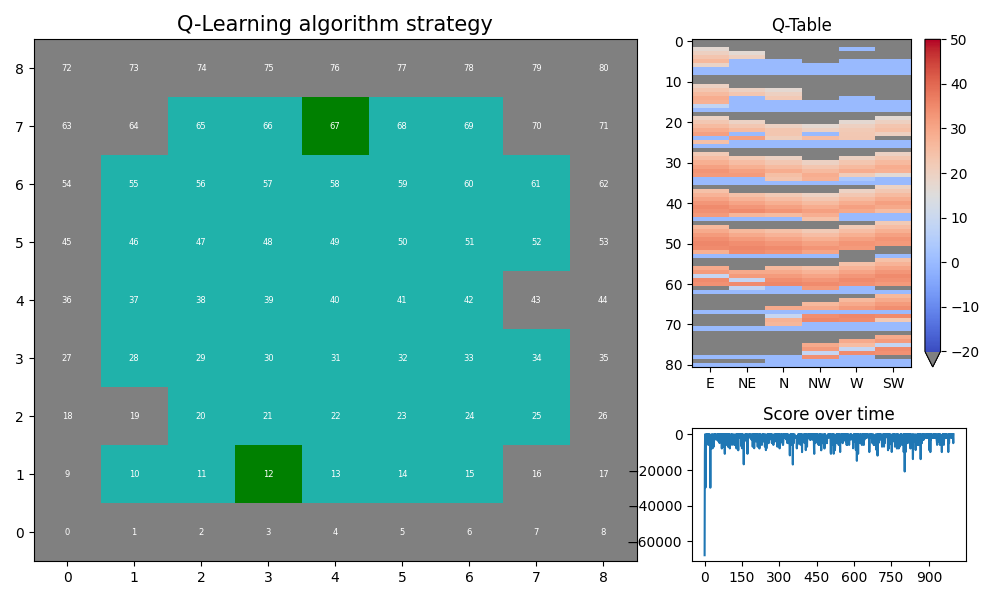 Q-Learning algorithm strategy
8 72 73 74 75 76 77 78 79 80
7 63 64 65 66 67 68 69 70 71
6 54 55 56 57 58 59 60 61 62
5 45 46 47 48 49 50 51 52 53
4 36 37 38 39 40 41 42 43 44
3 27 28 29 30 31 32 33 34 35
2 18 19 20 21 22 23 24 25 26
1 9 10 11 12 13 14 15 16 17
0 0 1 2 3 4 5 6 7 8
0 1 2 3 4 5 6 7 8
Q-Table
0
10
20
30
40
50
60
70
80
E NE N NW W SW
50
40
30
20
10
0
−10
−20
Score over time
0
−20000
−40000
−60000
0 150 300 450 600 750 900